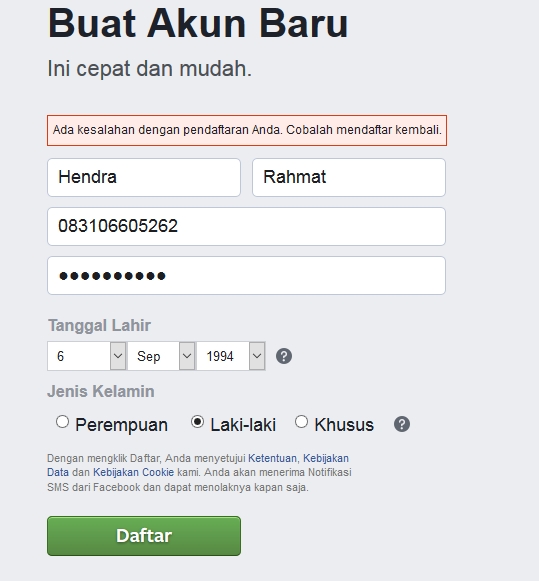 Buat Akun Baru
Ini cepat dan mudah.
Ada kesalahan dengan pendaftaran Anda. Cobalah mendaftar kembali.
Hendra Rahmat
083106605262
●●●●●●●●●●
Tanggal Lahir
6 Sep 1994 ?
Jenis Kelamin
Perempuan Laki-laki Khusus ?
Dengan mengklik Daftar, Anda menyetujui Ketentuan, Kebijakan
Data dan Kebijakan Cookie kami. Anda akan menerima Notifikasi
SMS dari Facebook dan dapat menolaknya kapan saja.
Daftar